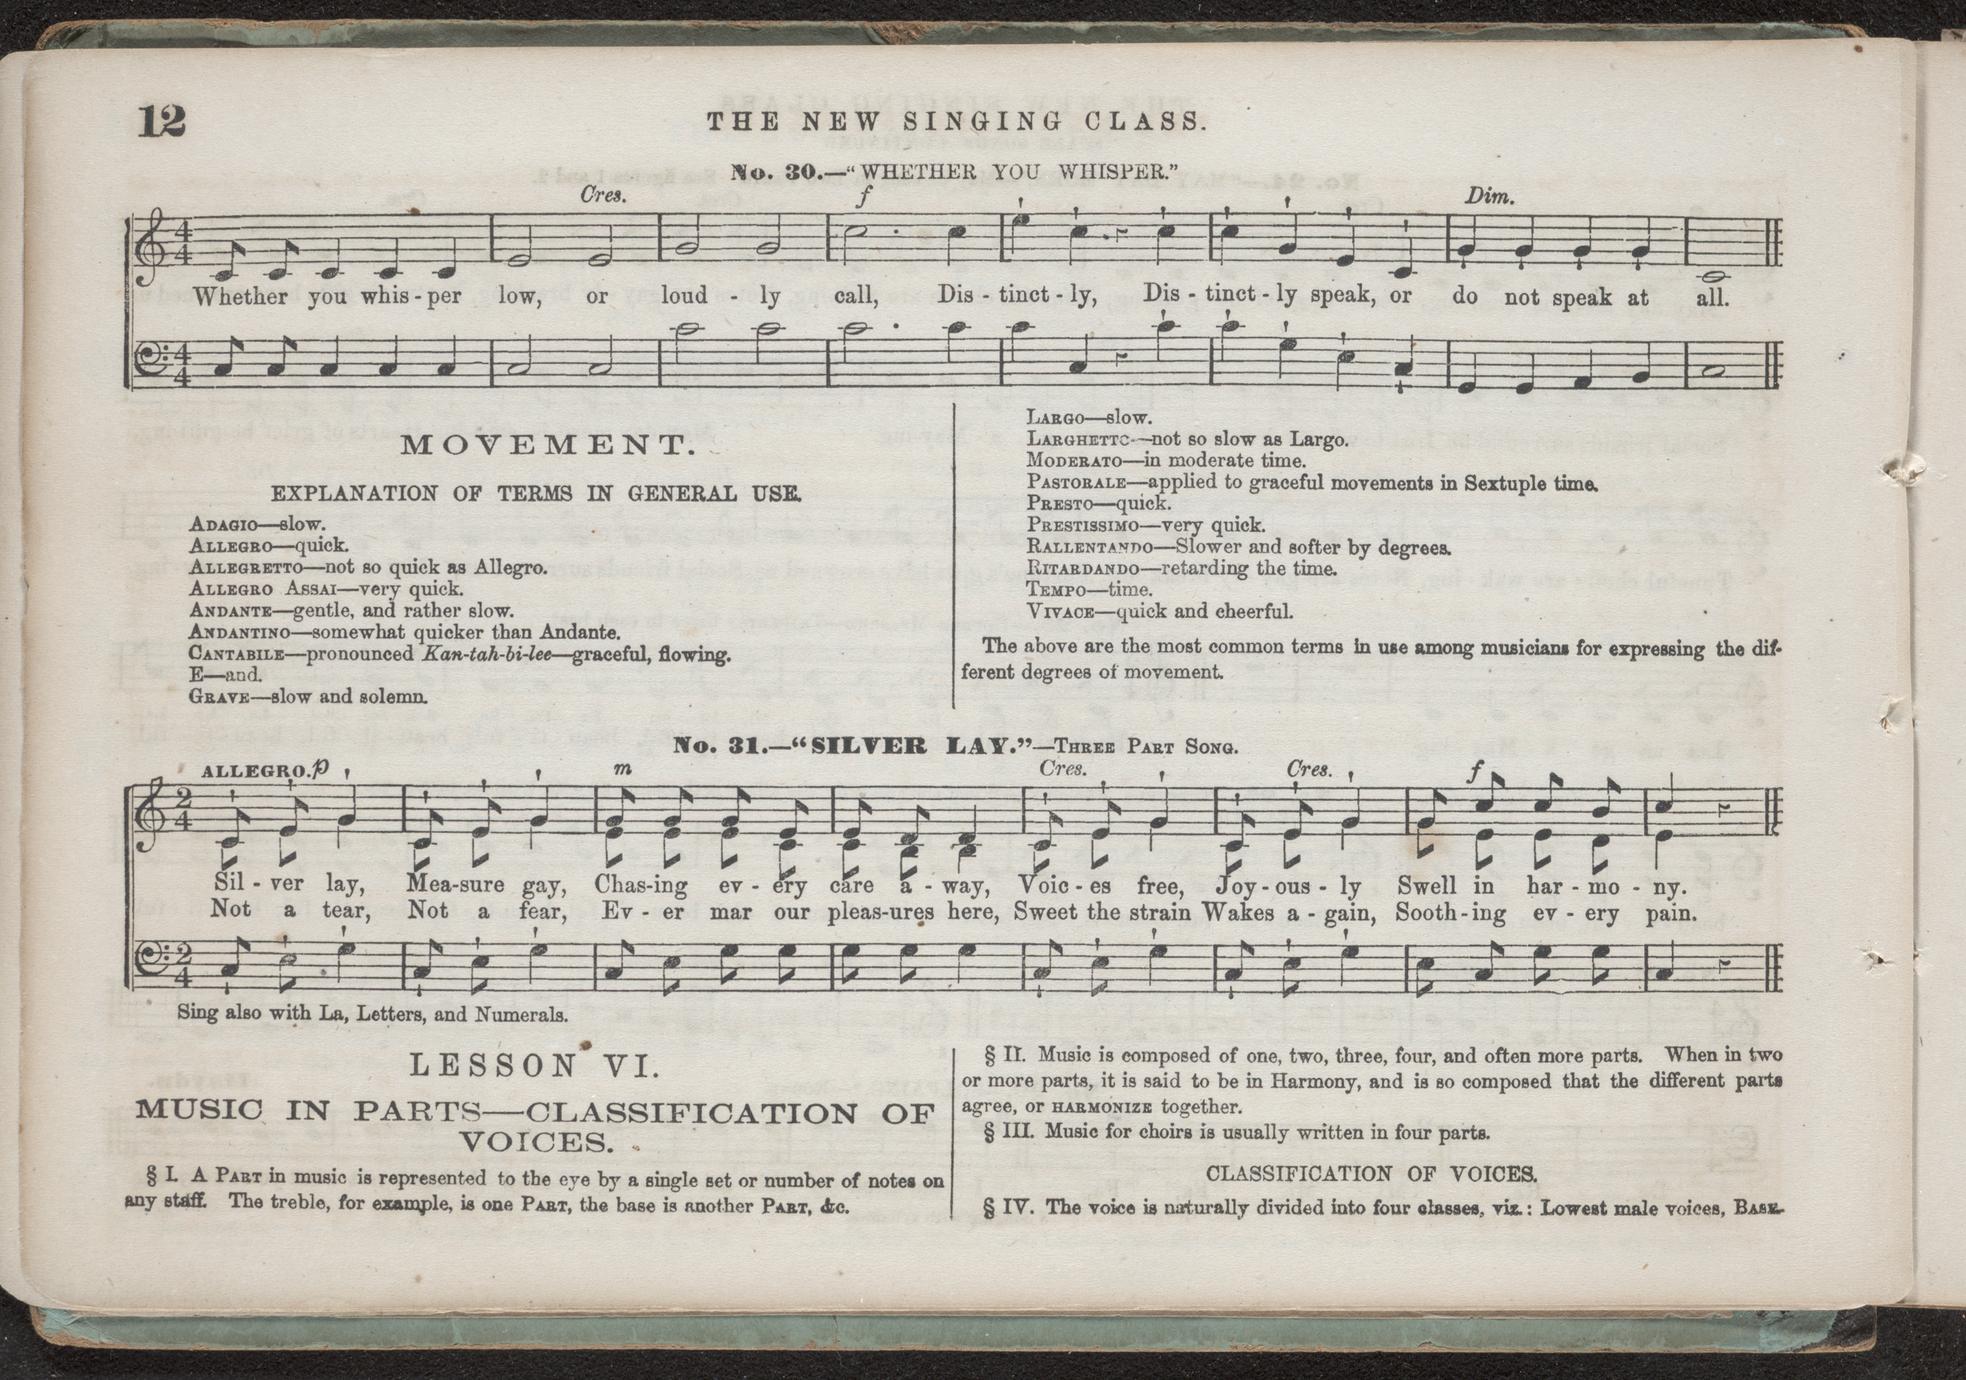 12
THE NEW SINGING CLASS.
No. 30.—“WHETHER YOU WHISPER.”
Cres. f Dim.
4 4
Whether you whis - per low, or loud - ly call, Dis - tinct - ly, Dis - tinct - ly speak, or do not speak at all.
4 4
MOVEMENT.
EXPLANATION OF TERMS IN GENERAL USE.
ADAGIO—slow.
ALLEGRO—quick.
ALLEGRETTO—not so quick as Allegro.
ALLEGRO ASSAI—very quick.
ANDANTE—gentle, and rather slow.
ANDANTINO—somewhat quicker than Andante.
CANTABILE—pronounced Kan-tah-bi-lee—graceful, flowing.
E—and.
GRAVE—slow and solemn.
LARGO—slow.
LARGHETTO—not so slow as Largo.
MODERATO—in moderate time.
PASTORALE—applied to graceful movements in Sextuple time.
PRESTO—quick.
PRESTISSIMO—very quick.
RALLENTANDO—Slower and softer by degrees.
RITARDANDO—retarding the time.
TEMPO—time.
VIVACE—quick and cheerful.
The above are the most common terms in use among musicians for expressing the dif-
ferent degrees of movement.
No. 31.—“SILVER LAY.”—THREE PART SONG.
ALLEGRO. p m Cres. Cres. f
2 4
Sil - ver lay, Mea-sure gay, Chas-ing ev - ery care a - way, Voic - es free, Joy - ous - ly Swell in har - mo - ny.
Not a tear, Not a fear, Ev - er mar our pleas-ures here, Sweet the strain Wakes a - gain, Sooth-ing ev - ery pain.
2 4
Sing also with La, Letters, and Numerals.
LESSON VI.
MUSIC IN PARTS—CLASSIFICATION OF
VOICES.
§ I. A PART in music is represented to the eye by a single set or number of notes on
any staff. The treble, for example, is one PART, the base is another PART, &c.
§ II. Music is composed of one, two, three, four, and often more parts. When in two
or more parts, it is said to be in Harmony, and is so composed that the different parts
agree, or HARMONIZE together.
§ III. Music for choirs is usually written in four parts.
CLASSIFICATION OF VOICES.
§ IV. The voice is naturally divided into four classes, viz.: Lowest male voices, BASE.